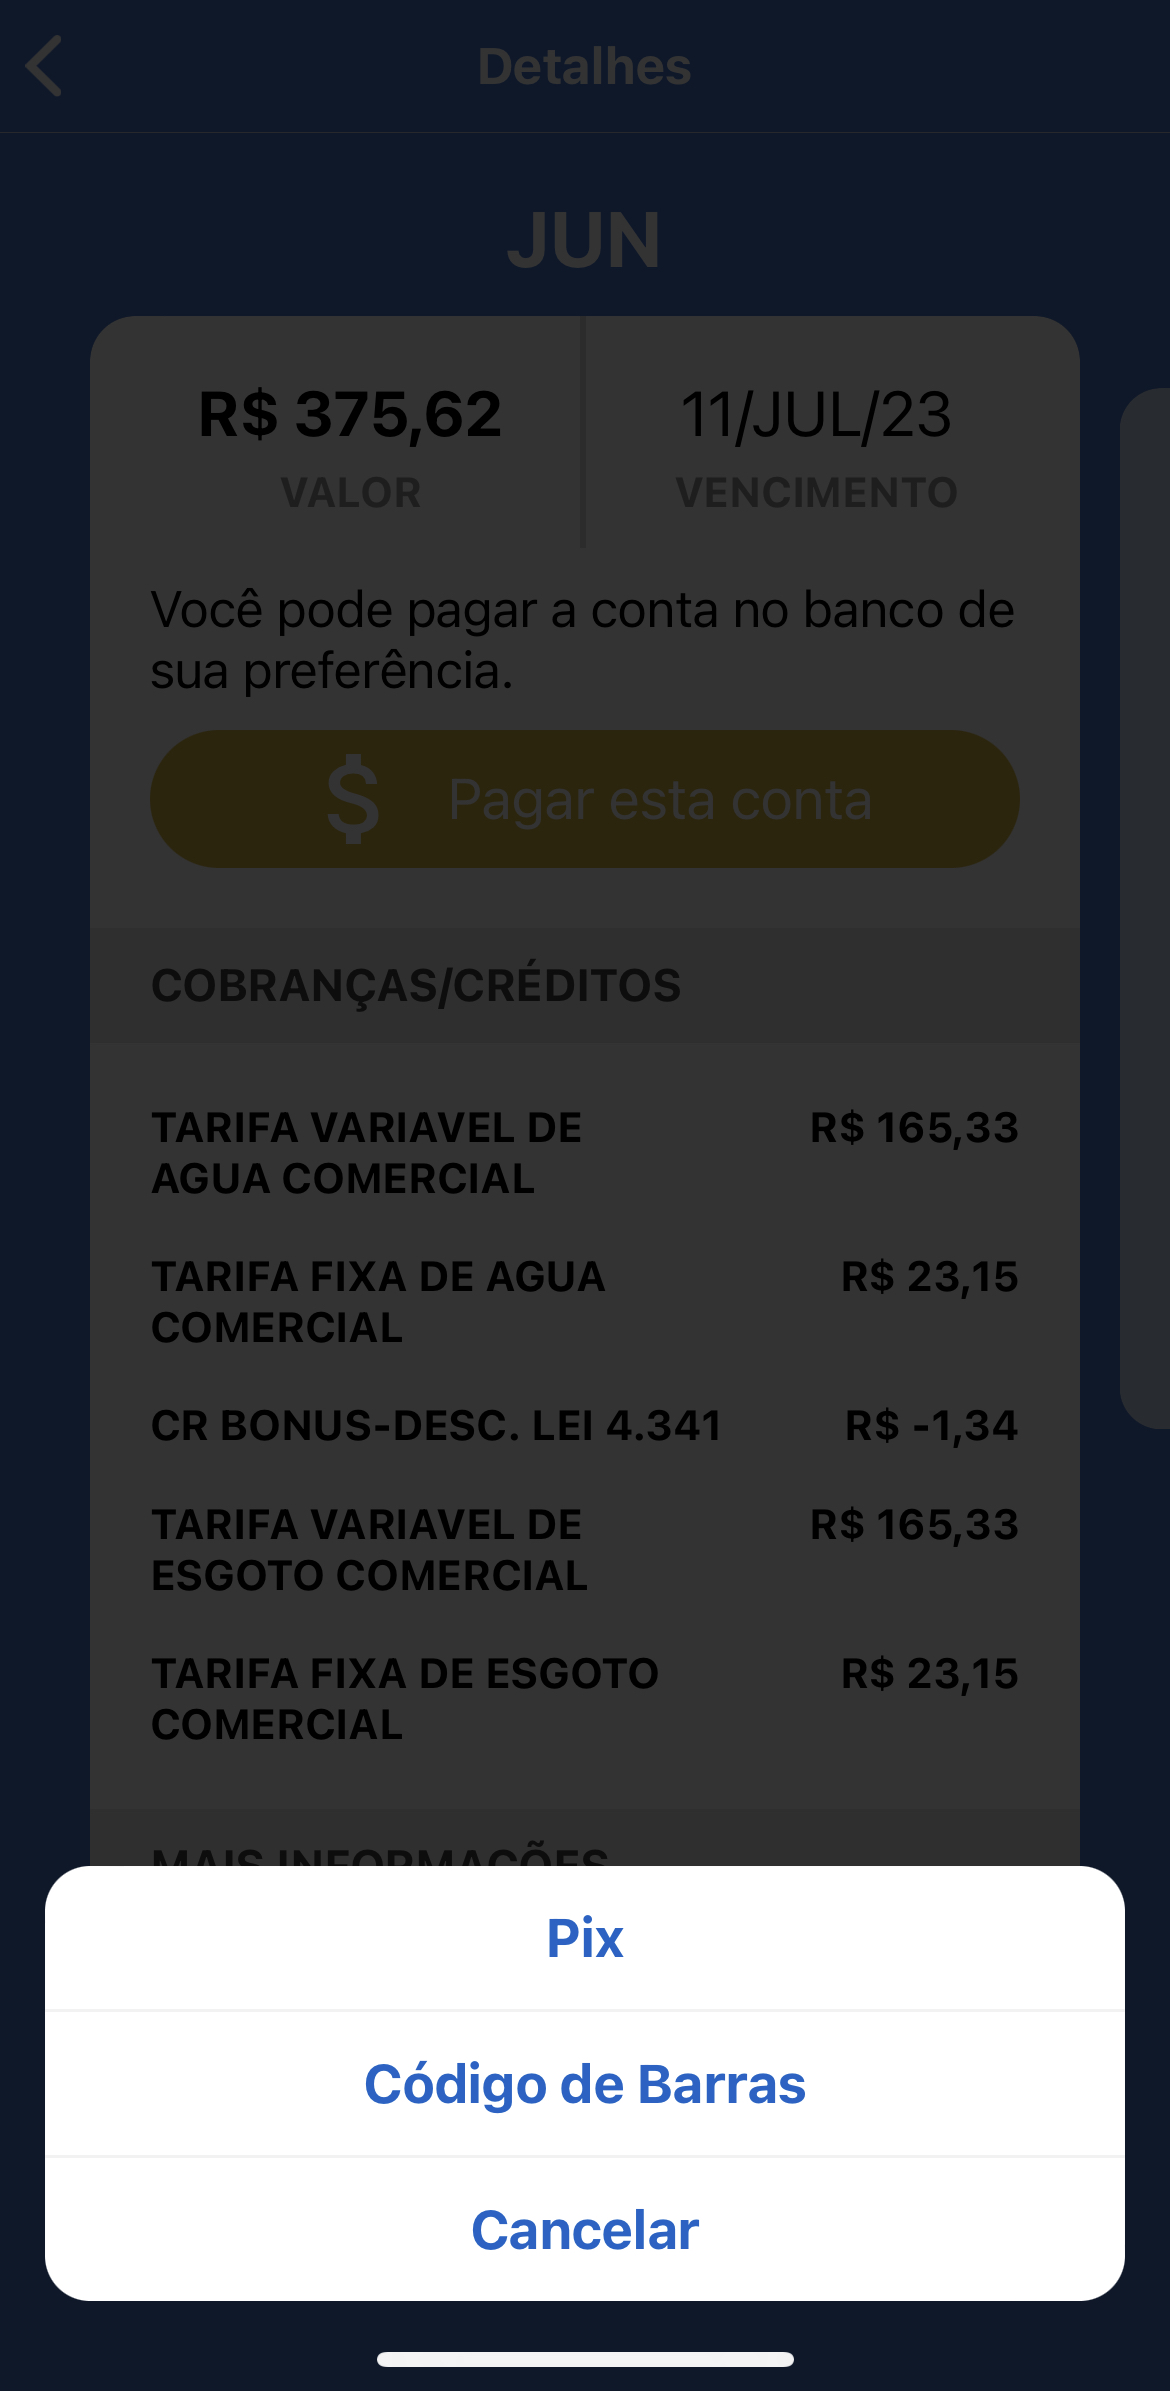 Detalhes
JUN
R$ 375,62
VALOR
11/JUL/23
VENCIMENTO
Você pode pagar a conta no banco de
sua preferência.
$ Pagar esta conta
COBRANÇAS/CRÉDITOS
TARIFA VARIAVEL DE R$ 165,33
AGUA COMERCIAL
TARIFA FIXA DE AGUA R$ 23,15
COMERCIAL
CR BONUS-DESC. LEI 4.341 R$ -1,34
TARIFA VARIAVEL DE R$ 165,33
ESGOTO COMERCIAL
TARIFA FIXA DE ESGOTO R$ 23,15
COMERCIAL
MAIS INFORMAÇÕES
Pix
Código de Barras
Cancelar